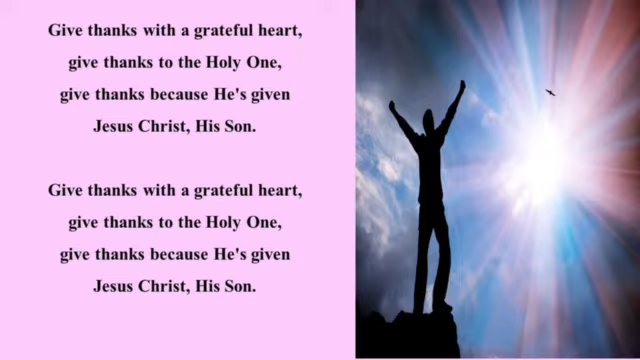 Give thanks with a grateful heart,
give thanks to the Holy One,
give thanks because He's given
Jesus Christ, His Son.
Give thanks with a grateful heart,
give thanks to the Holy One,
give thanks because He's given
Jesus Christ, His Son.